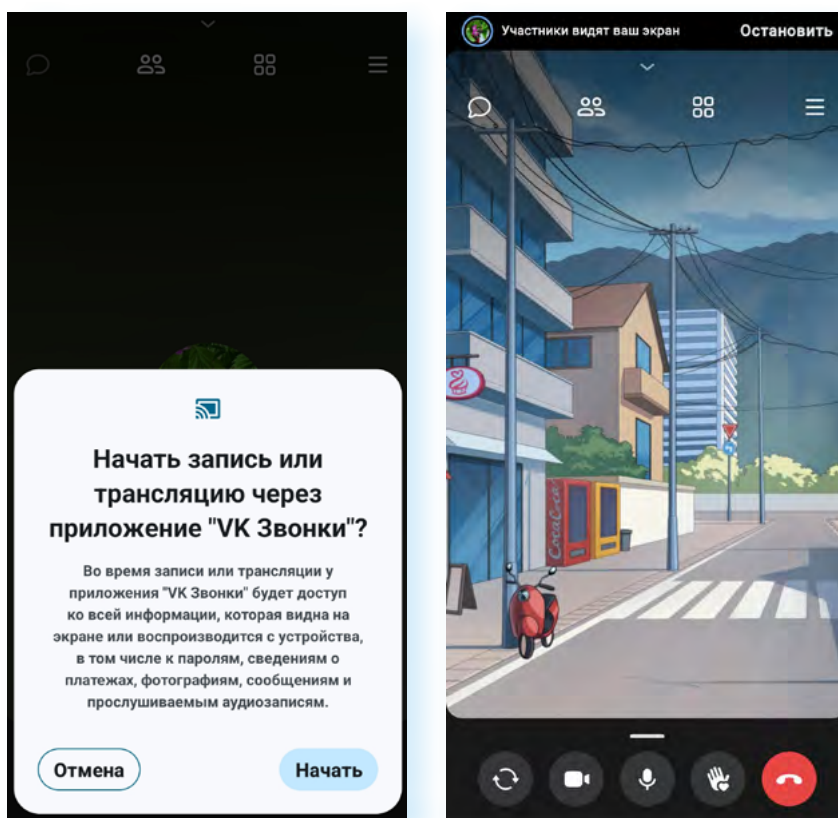 Начать запись или
трансляцию через
приложение "VK Звонки"?
Во время записи или трансляции у
приложения "VK Звонки" будет доступ
ко всей информации, которая видна на
экране или воспроизводится с устройства,
в том числе к паролям, сведениям о
платежах, фотографиям, сообщениям и
прослушиваемым аудиозаписям.
Отмена
Начать
Участники видят ваш экран
Остановить